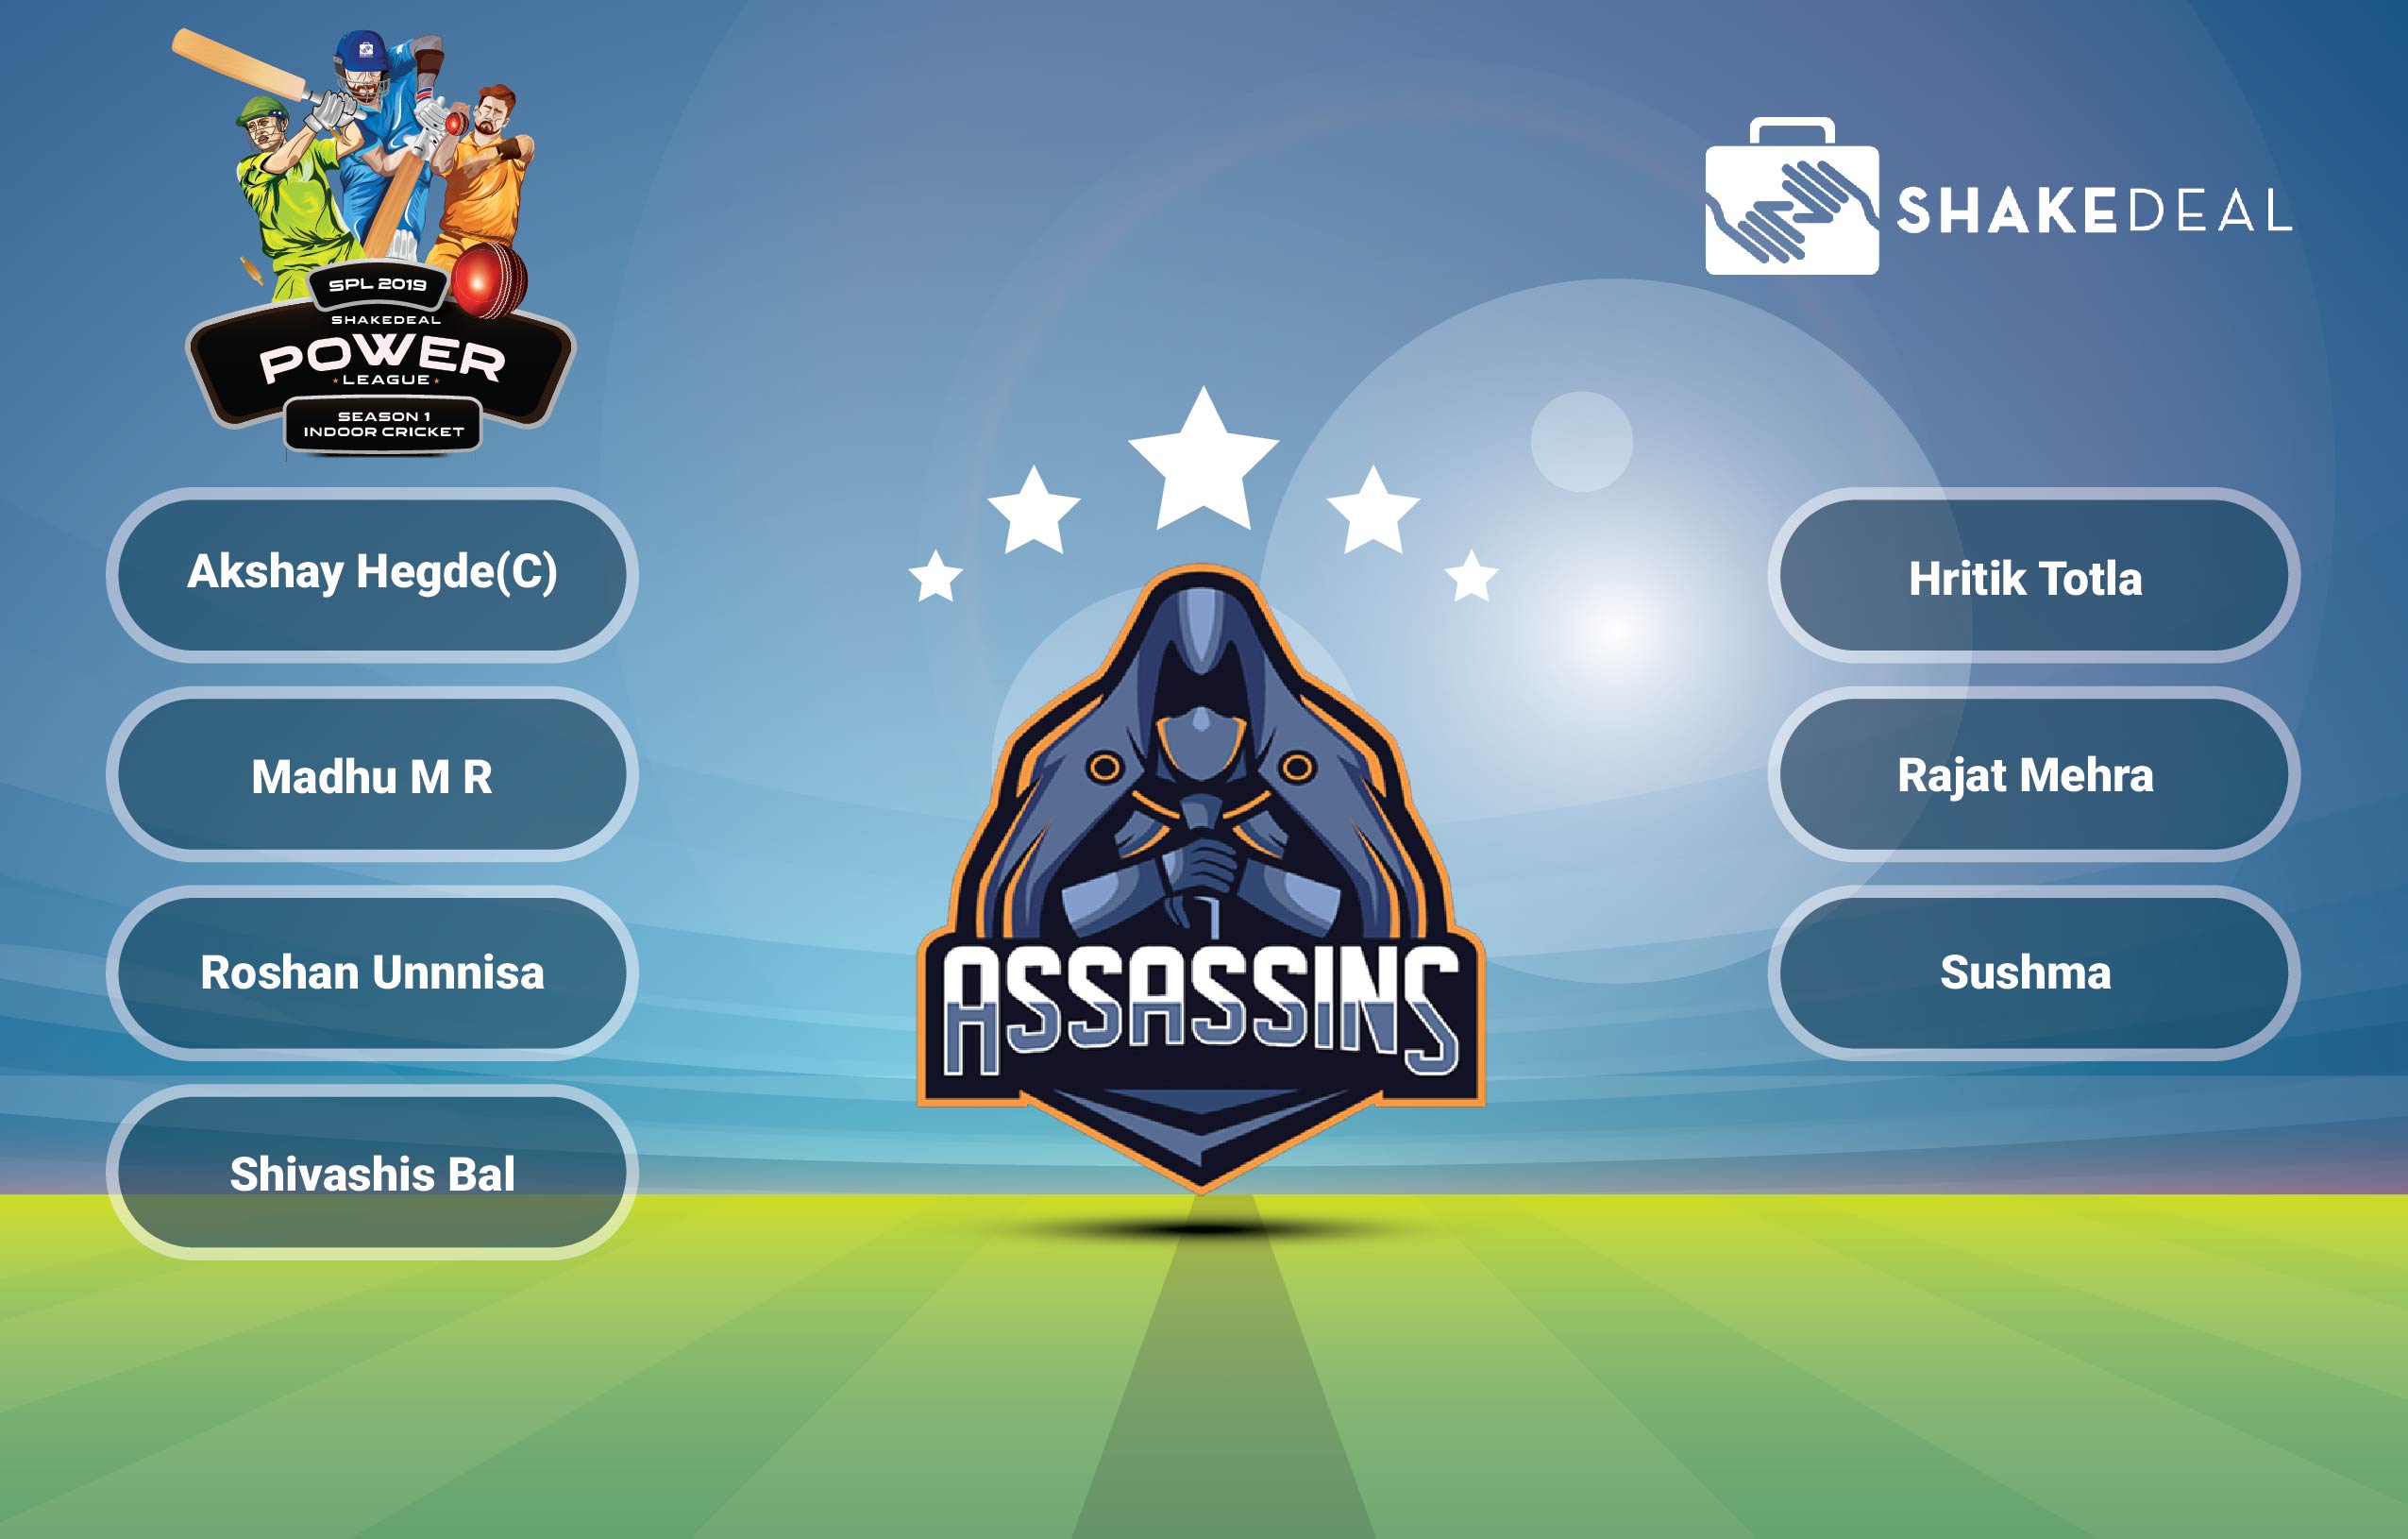 SPL 2019
SHAKEDEAL
POWER
LEAGUE
SEASON 1
INDOOR CRICKET
SHAKEDEAL
Akshay Hegde(C)
Madhu M R
Roshan Unnnisa
Shivashis Bal
ASSASSINS
Hritik Totla
Rajat Mehra
Sushma